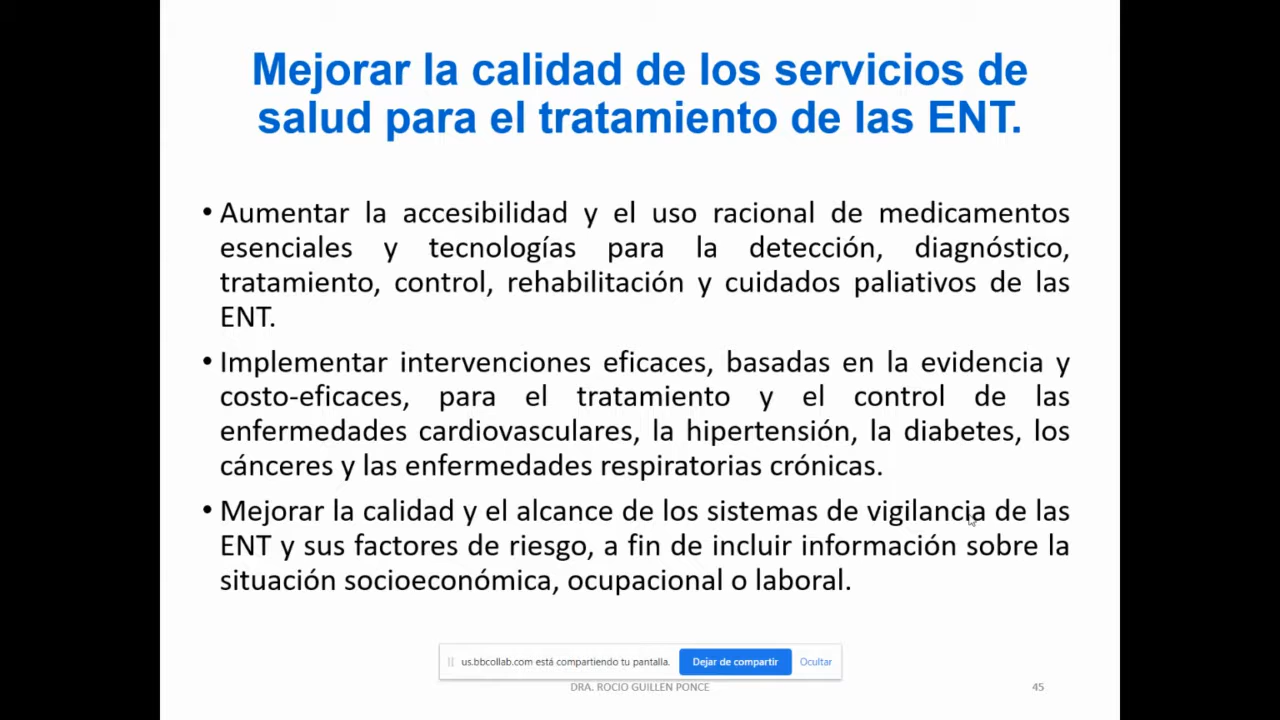 Mejorar la calidad de los servicios de
salud para el tratamiento de las ENT.
• Aumentar la accesibilidad y el uso racional de medicamentos
esenciales y tecnologías para la detección, diagnóstico,
tratamiento, control, rehabilitación y cuidados paliativos de las
ENT.
• Implementar intervenciones eficaces, basadas en la evidencia y
costo-eficaces, para el tratamiento y el control de las
enfermedades cardiovasculares, la hipertensión, la diabetes, los
cánceres y las enfermedades respiratorias crónicas.
• Mejorar la calidad y el alcance de los sistemas de vigilancia de las
ENT y sus factores de riesgo, a fin de incluir información sobre la
situación socioeconómica, ocupacional o laboral.
us.bbcollab.com está compartiendo tu pantalla. Dejar de compartir Ocultar
DRA. ROCIO GUILLEN PONCE 45